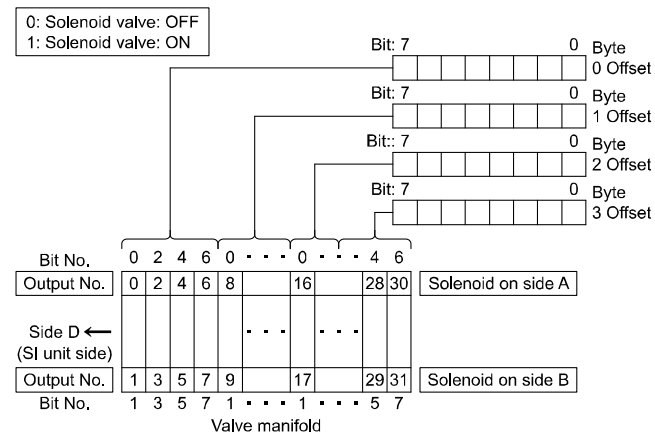 0: Solenoid valve: OFF
1: Solenoid valve: ON
Bit: 7 0 Byte
0 Offset
Bit: 7 0 Byte
1 Offset
Bit:: 7 0 Byte
2 Offset
Bit: 7 0 Byte
3 Offset
Bit No. 0 2 4 6 0 · · · 0 · · · 4 6
Output No. 0 2 4 6 8 16 28 30 Solenoid on side A
Side D ← · · · · · ·
(SI unit side)
Output No. 1 3 5 7 9 17 29 31 Solenoid on side B
Bit No. 1 3 5 7 1 · · · 1 · · · 5 7
Valve manifold